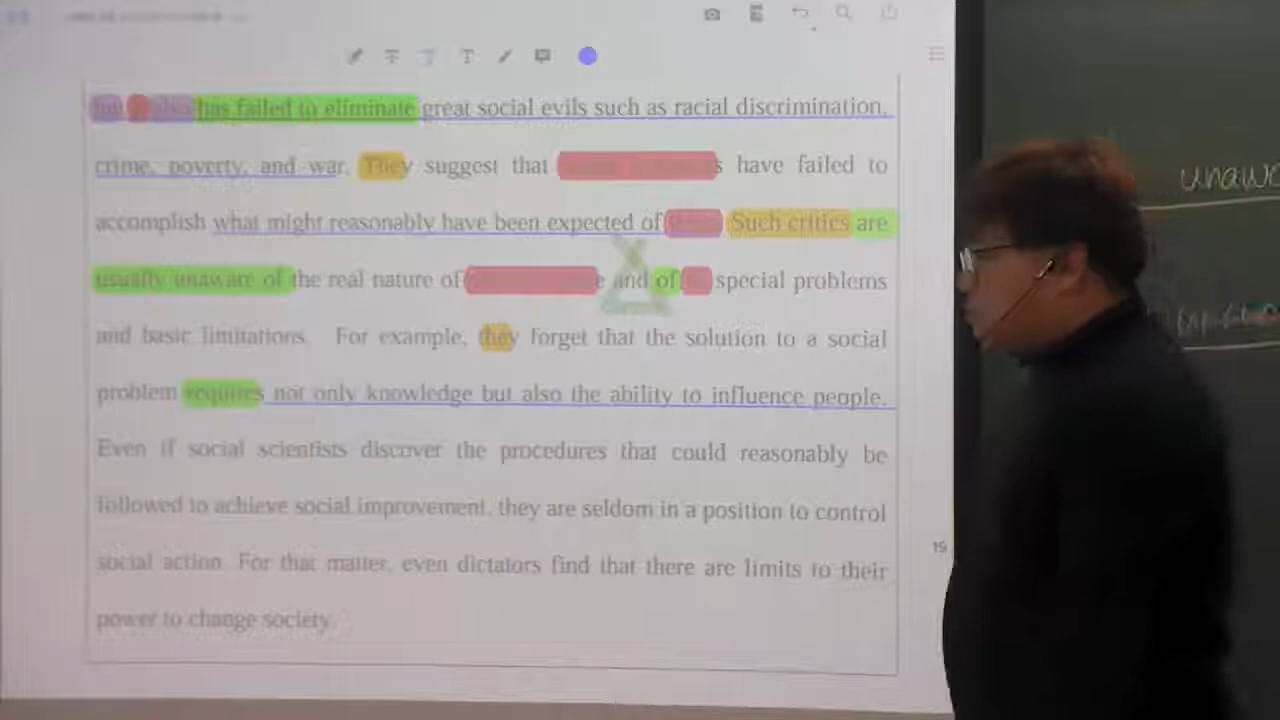 but it also has failed to eliminate great social evils such as racial discrimination,
crime, poverty, and war. They suggest that have failed to
accomplish what might reasonably have been expected of Such critics are
usually unaware of the real nature of and of special problems
and basic limitations. For example, they forget that the solution to a social
problem requires not only knowledge but also the ability to influence people.
Even if social scientists discover the procedures that could reasonably be
followed to achieve social improvement, they are seldom in a position to control
social action. For that matter, even dictators find that there are limits to their
power to change society.
15